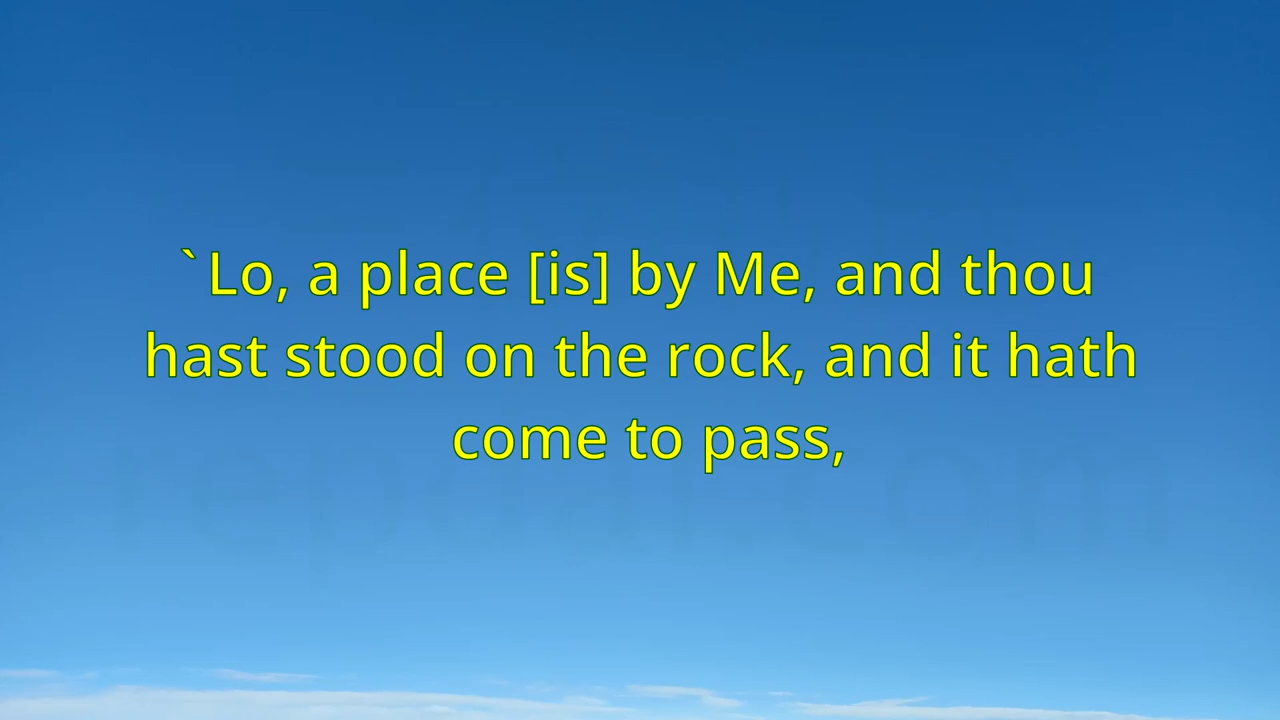 `Lo, a place [is] by Me, and thou
hast stood on the rock, and it hath
come to pass,